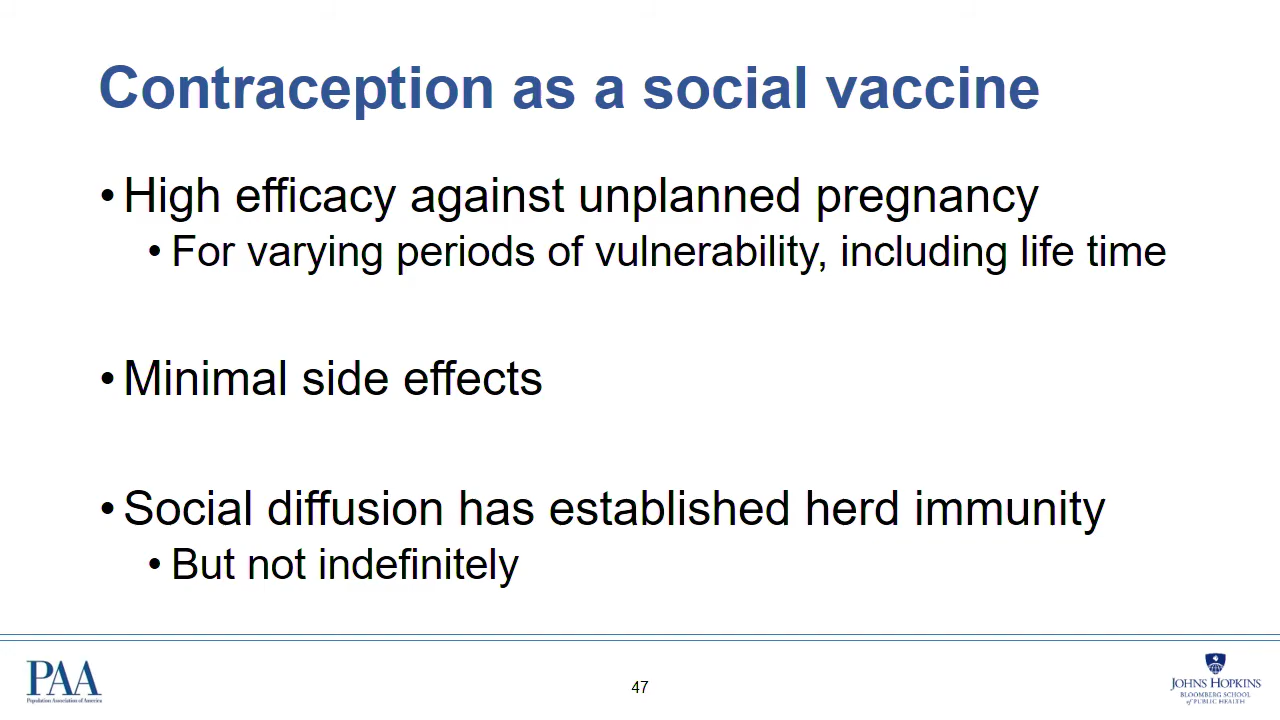 Contraception as a social vaccine
• High efficacy against unplanned pregnancy
• For varying periods of vulnerability, including life time
• Minimal side effects
• Social diffusion has established herd immunity
• But not indefinitely
PAA
Population Association of America
47
JOHNS HOPKINS
BLOOMBERG SCHOOL
of PUBLIC HEALTH